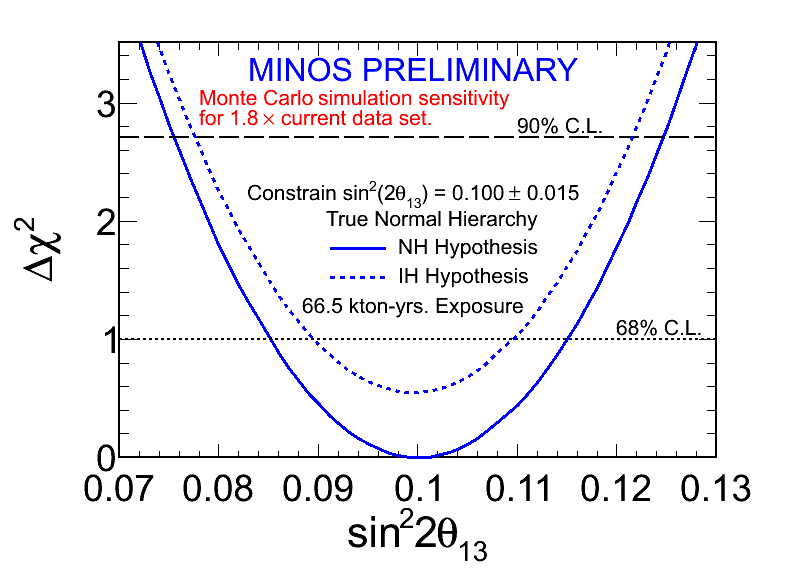 MINOS PRELIMINARY
Monte Carlo simulation sensitivity
for 1.8 × current data set.
90% C.L.
Constrain sin²(2θ₁₃) = 0.100 ± 0.015
True Normal Hierarchy
NH Hypothesis
IH Hypothesis
66.5 kton-yrs. Exposure
68% C.L.
Δχ²
3
2
1
0
0.07 0.08 0.09 0.1 0.11 0.12 0.13
sin²2θ₁₃